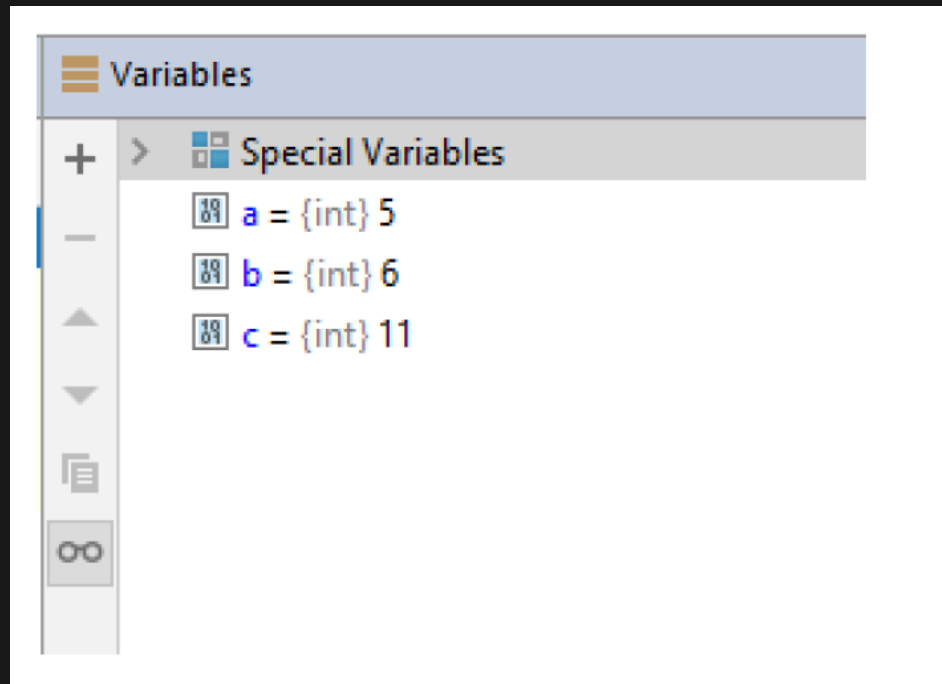 Variables
Special Variables
a = {int} 5
b = {int} 6
c = {int} 11